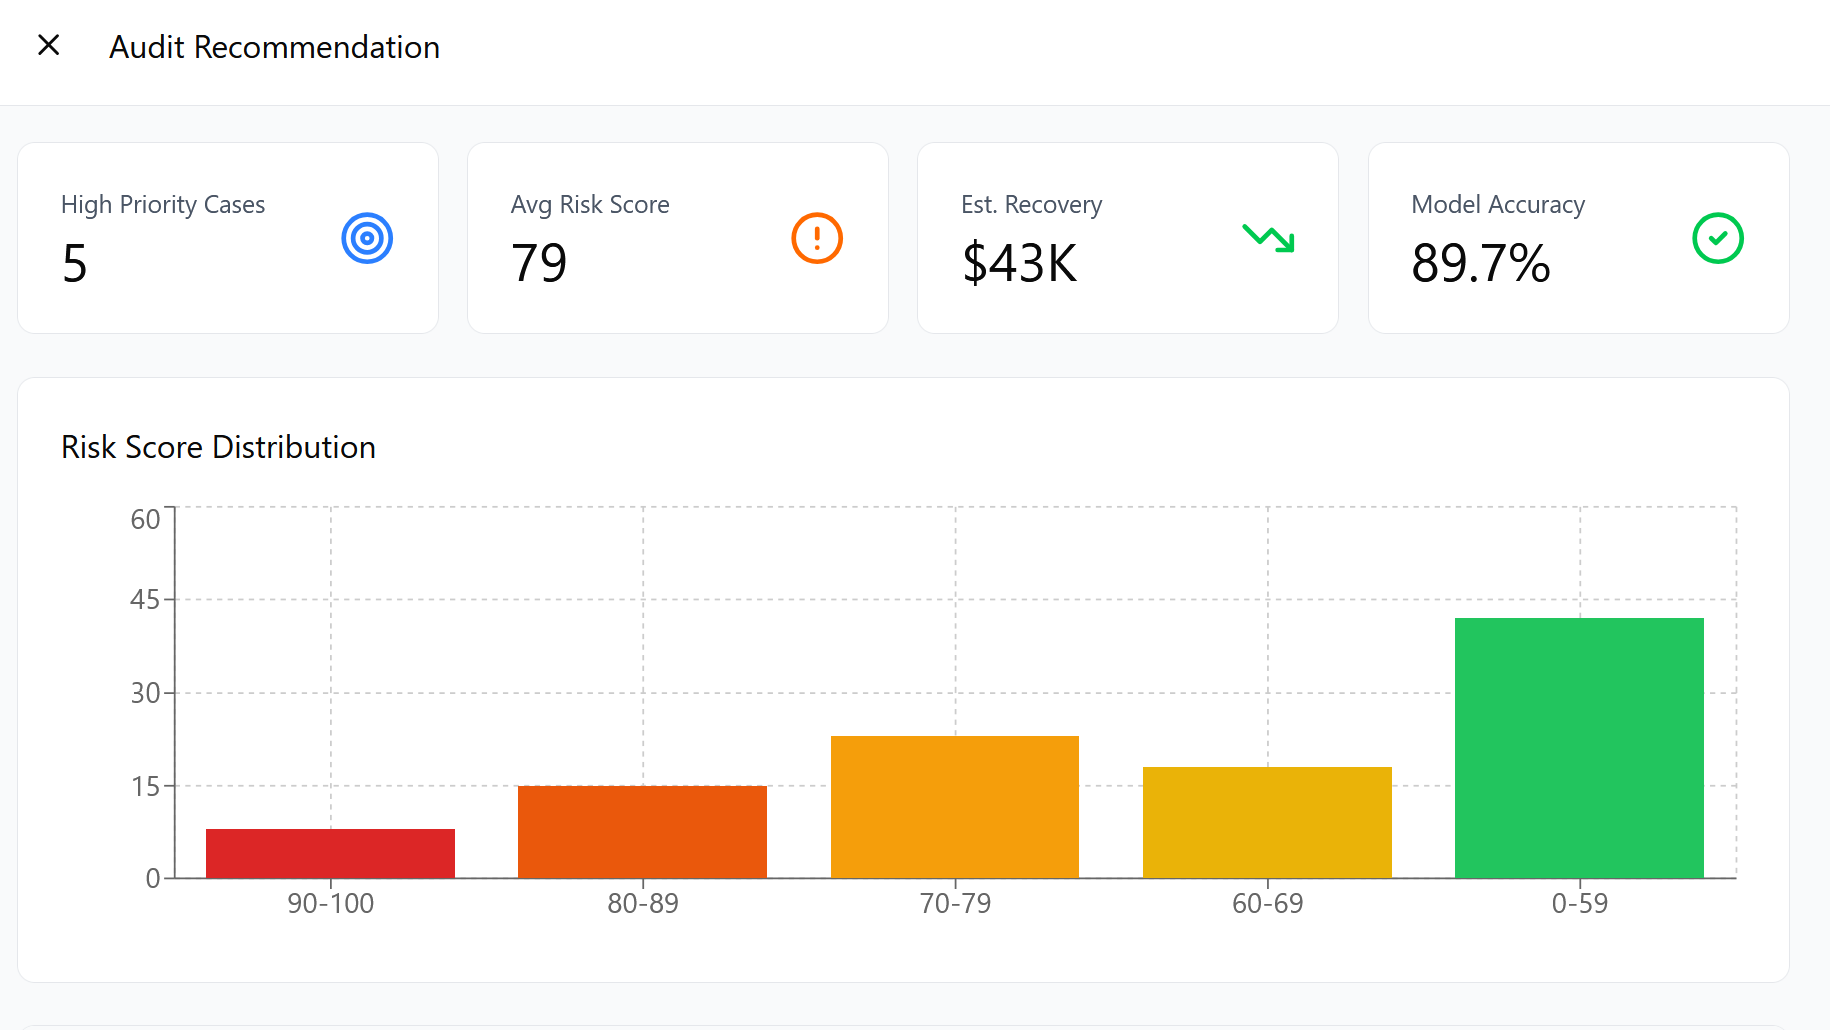 Audit Recommendation
High Priority Cases
5
Avg Risk Score
79
Est. Recovery
$43K
Model Accuracy
89.7%
Risk Score Distribution
60
45
30
15
0
90-100
80-89
70-79
60-69
0-59